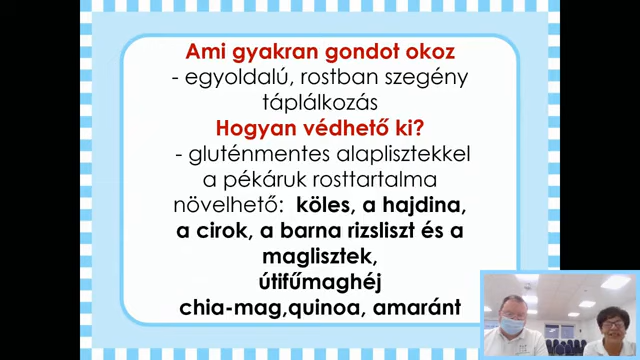 Ami gyakran gondot okoz
- egyoldalú, rostban szegény
táplálkozás
Hogyan védhető ki?
- gluténmentes alaplisztekkel
a pékáruk rosttartalma
növelhető: köles, a hajdina,
a cirok, a barna rizsliszt és a
maglisztek,
útifűmaghéj
chia-mag,quinoa, amaránt